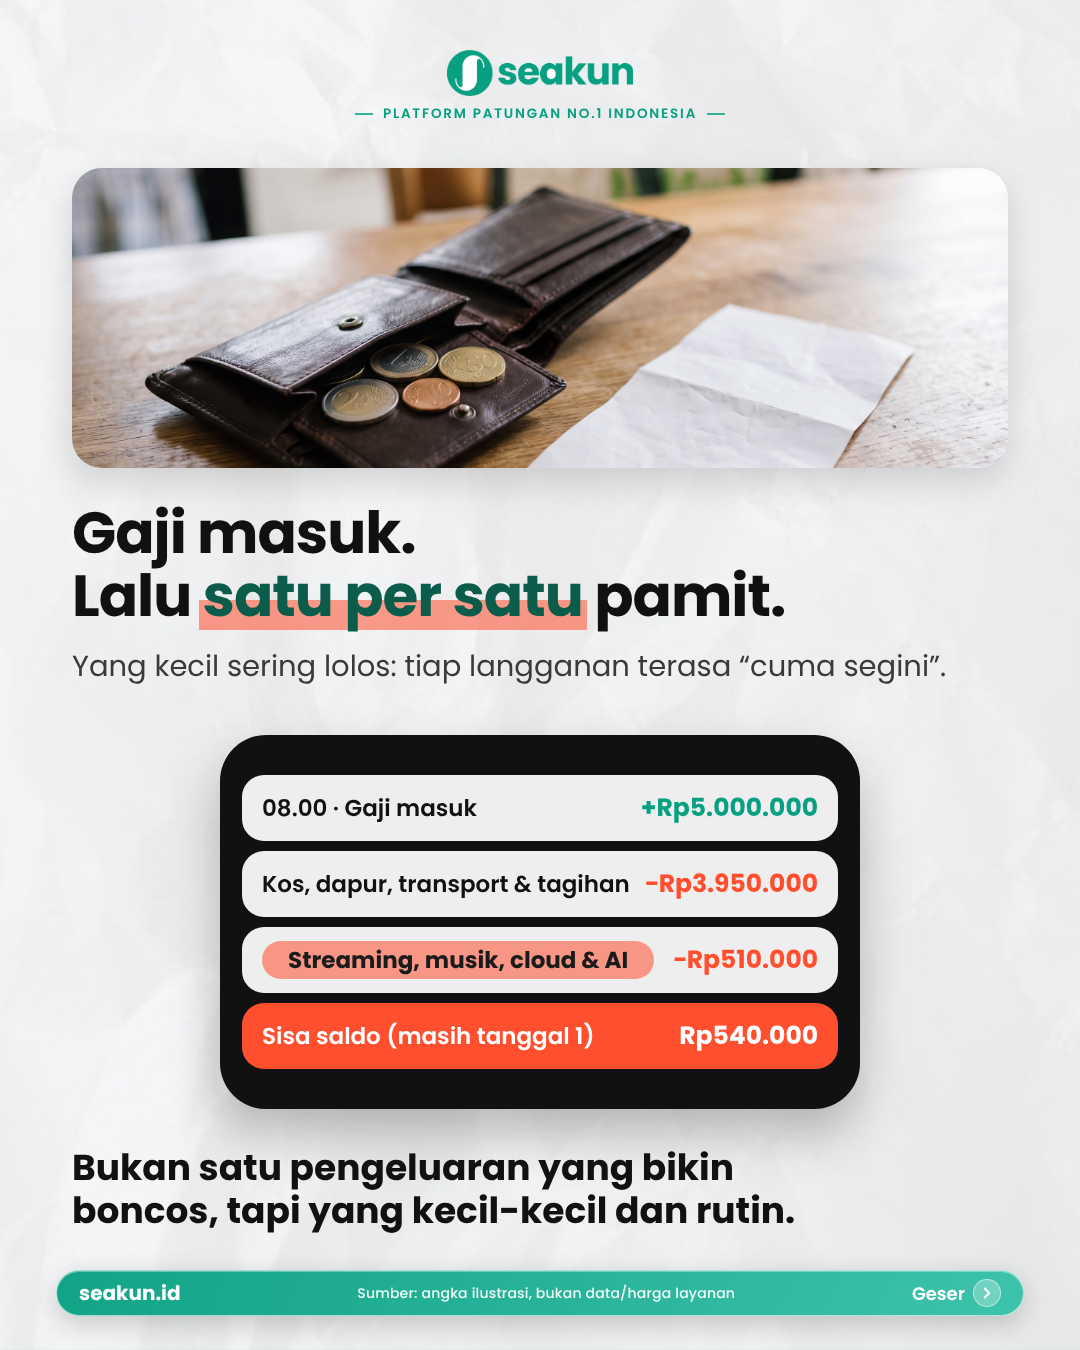 seakun
PLATFORM PATUNGAN NO.1 INDONESIA
Gaji masuk.
Lalu satu per satu pamit.
Yang kecil sering lolos: tiap langganan terasa “cuma segini”.
08.00 · Gaji masuk +Rp5.000.000
Kos, dapur, transport & tagihan −Rp3.950.000
Streaming, musik, cloud & AI −Rp510.000
Sisa saldo (masih tanggal 1) Rp540.000
Bukan satu pengeluaran yang bikin
boncos, tapi yang kecil-kecil dan rutin.
seakun.id Sumber: angka ilustrasi, bukan data/harga layanan Geser